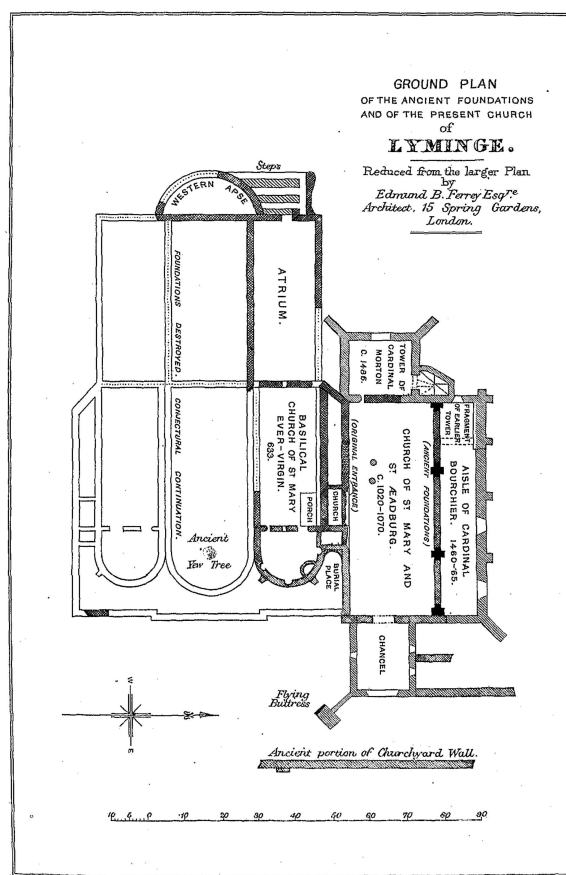 GROUND PLAN
OF THE ANCIENT FOUNDATIONS
AND OF THE PRESENT CHURCH
of
LYMINGE.
Reduced from the larger Plan
by
Edmund B. Ferrey Esqre.
Architect, 15 Spring Gardens,
London.
Steps
WESTERN APSE
ATRIUM.
FOUNDATIONS DESTROYED.
CONJECTURAL CONTINUATION.
TOWER OF
CARDINAL
MORTON
C. 1486.
FRAGMENT
OF EARLIER
TOWER
BASILICAL
CHURCH OF ST MARY
EVER-VIRGIN.
633.
PORCH
CHURCH
(ORIGINAL ENTRANCE)
CHURCH OF ST MARY AND
ST ÆADBURG.
C. 1020-1070.
(ANCIENT FOUNDATIONS)
AISLE OF CARDINAL
BOURCHIER. 1460-'65.
Ancient
Yew Tree
BURIAL
PLACE
CHANCEL
Flying
Buttress
W
N
E
Ancient portion of Churchyard Wall.
10 5 0 10 20 30 40 50 60 70 80 90